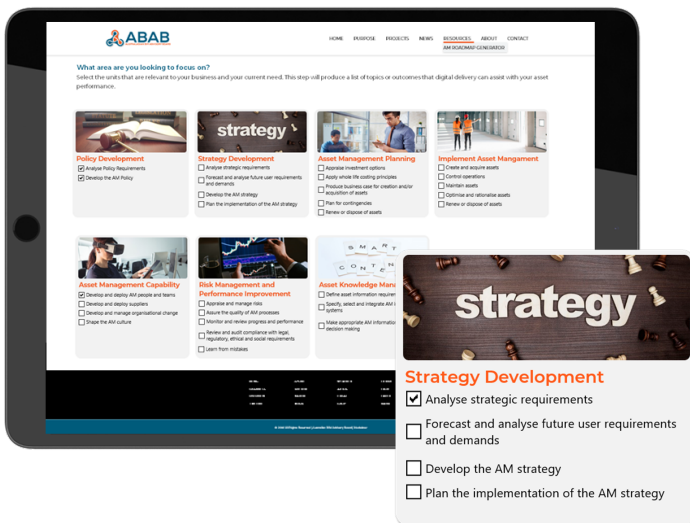 ABAB
HOME PURPOSE PROJECTS NEWS RESOURCES ABOUT CONTACT
AM ROADMAP GENERATOR
What area are you looking to focus on?
Select the units that are relevant to your business and your current need. This step will produce a list of topics or outcomes that digital delivery can assist with your asset
performance.
strategy
Policy Development
Analyse Policy Requirements
Develop the AM Policy
Strategy Development
Analyse strategic requirements
Forecast and analyse future user requirements
and demands
Develop the AM strategy
Plan the implementation of the AM strategy
Asset Management Planning
Appraise investment options
Apply whole life costing principles
Produce business case for creation and/or
acquisition of assets
Plan for contingencies
Renew or dispose of assets
Implement Asset Mangament
Create and acquire assets
Control operations
Maintain assets
Optimise and rationalise assets
Renew or dispose of assets
SMART
CONTENT
Asset Management Capability
Develop and deploy AM people and teams
Develop and deploy suppliers
Develop and manage organisational change
Shape the AM culture
Risk Management and
Performance Improvement
Appraise and manage risks
Assure the quality of AM processes
Monitor and review progress and performance
Review and audit compliance with legal,
regulatory, ethical and social requirements
Learn from mistakes
Asset Knowledge Mana
Define asset information requirem
Specify, select and integrate AM i
systems
Make appropriate AM information
decision making
strategy
Strategy Development
Analyse strategic requirements
Forecast and analyse future user requirements
and demands
Develop the AM strategy
Plan the implementation of the AM strategy